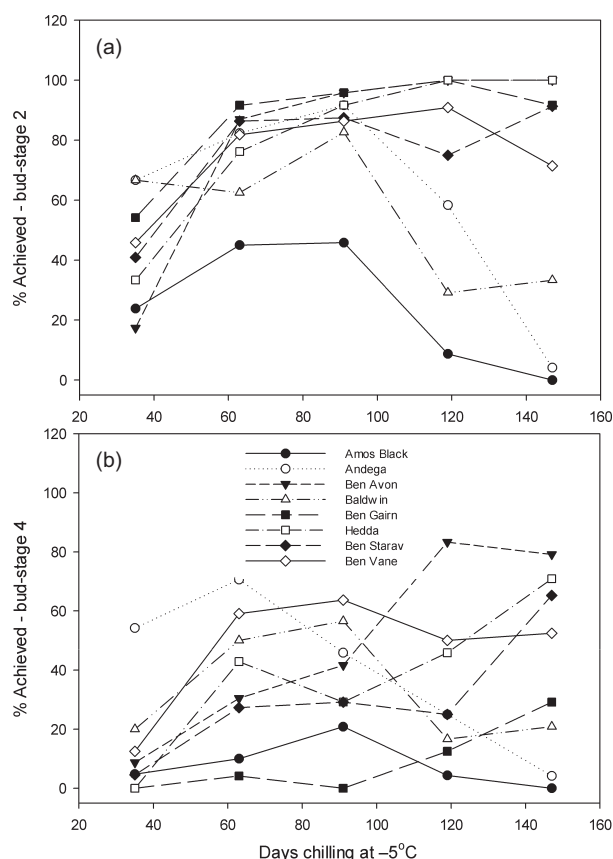 (a)
120
100
80
60
40
20
0
% Achieved - bud-stage 2
20 40 60 80 100 120 140 160
(b)
Amos Black
Andega
Ben Avon
Baldwin
Ben Gairn
Hedda
Ben Starav
Ben Vane
100
80
60
40
20
0
% Achieved - bud-stage 4
20 40 60 80 100 120 140 160
Days chilling at –5°C